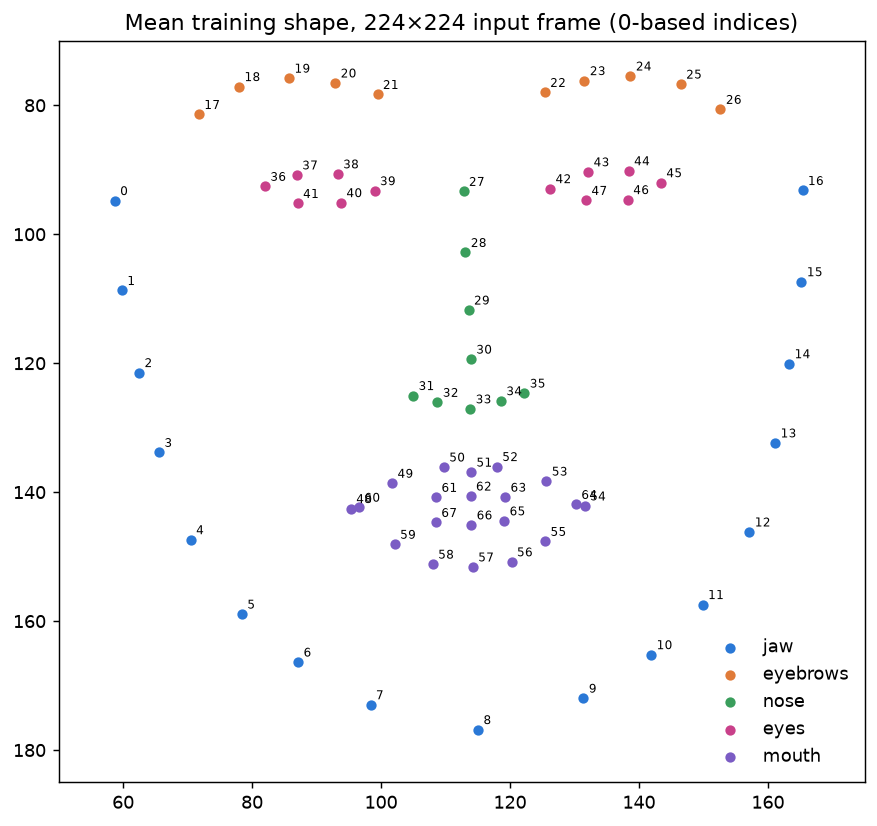 Mean training shape, 224×224 input frame (0-based indices)
24
19 23
20 25
18 21 22
80 17 26
37 38 43 44
36 39 27 42 45
0 41 40 47 46 16
100
28
1 15
29
120 30 14
2
31 32 33 34 35
3 13
50 51 52
49 53
140 61 62 63
48 60 64 54
67 66 65 12
4 59 55
58 57 56
5 11
160
6 10 jaw
eyebrows
7 9 nose
8 eyes
180 mouth
60 80 100 120 140 160